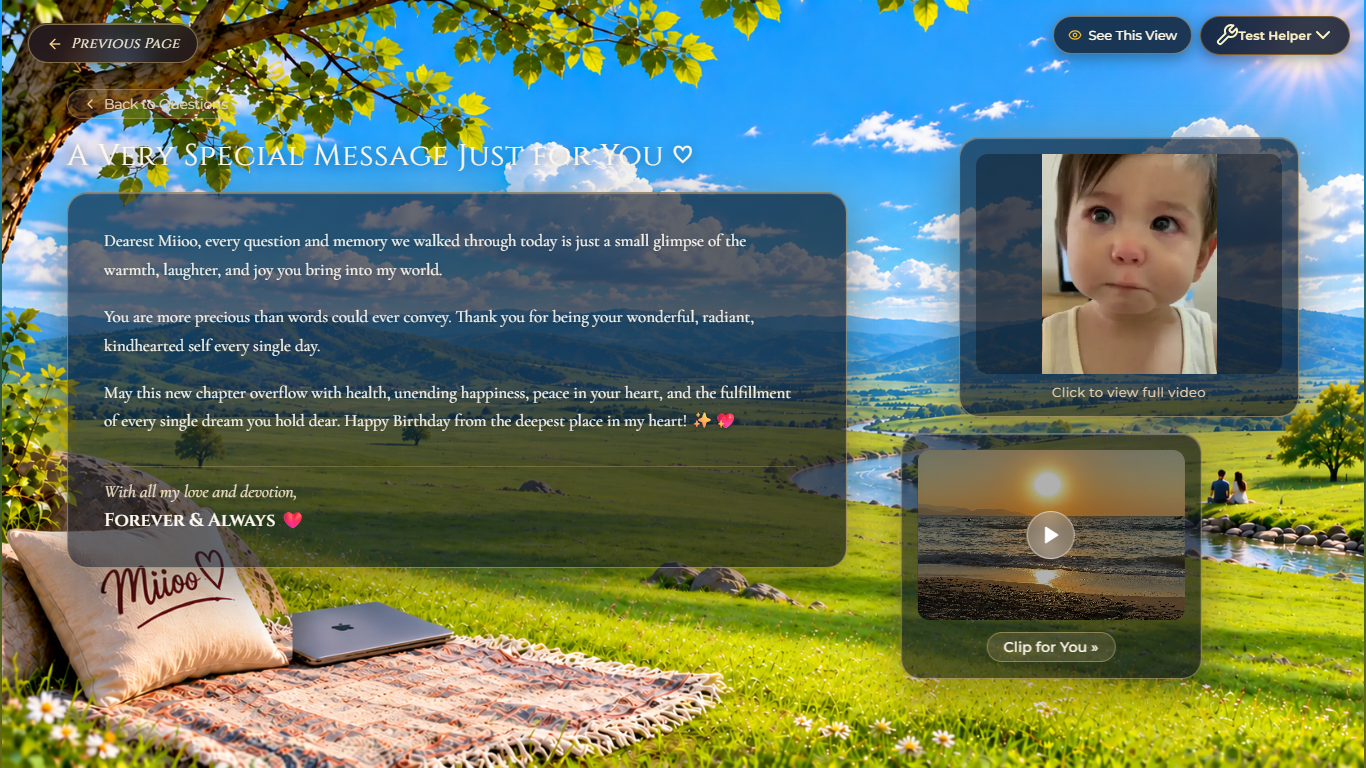 ← Previous Page
See This View
Test Helper
Back to Questions
A Very Special Message Just For You ♡
Dearest Miioo, every question and memory we walked through today is just a small glimpse of the
warmth, laughter, and joy you bring into my world.
You are more precious than words could ever convey. Thank you for being your wonderful, radiant,
kindhearted self every single day.
May this new chapter overflow with health, unending happiness, peace in your heart, and the fulfillment
of every single dream you hold dear. Happy Birthday from the deepest place in my heart! ✨ 💖
With all my love and devotion,
Forever & Always 💖
Miioo♡
Click to view full video
Clip for You »